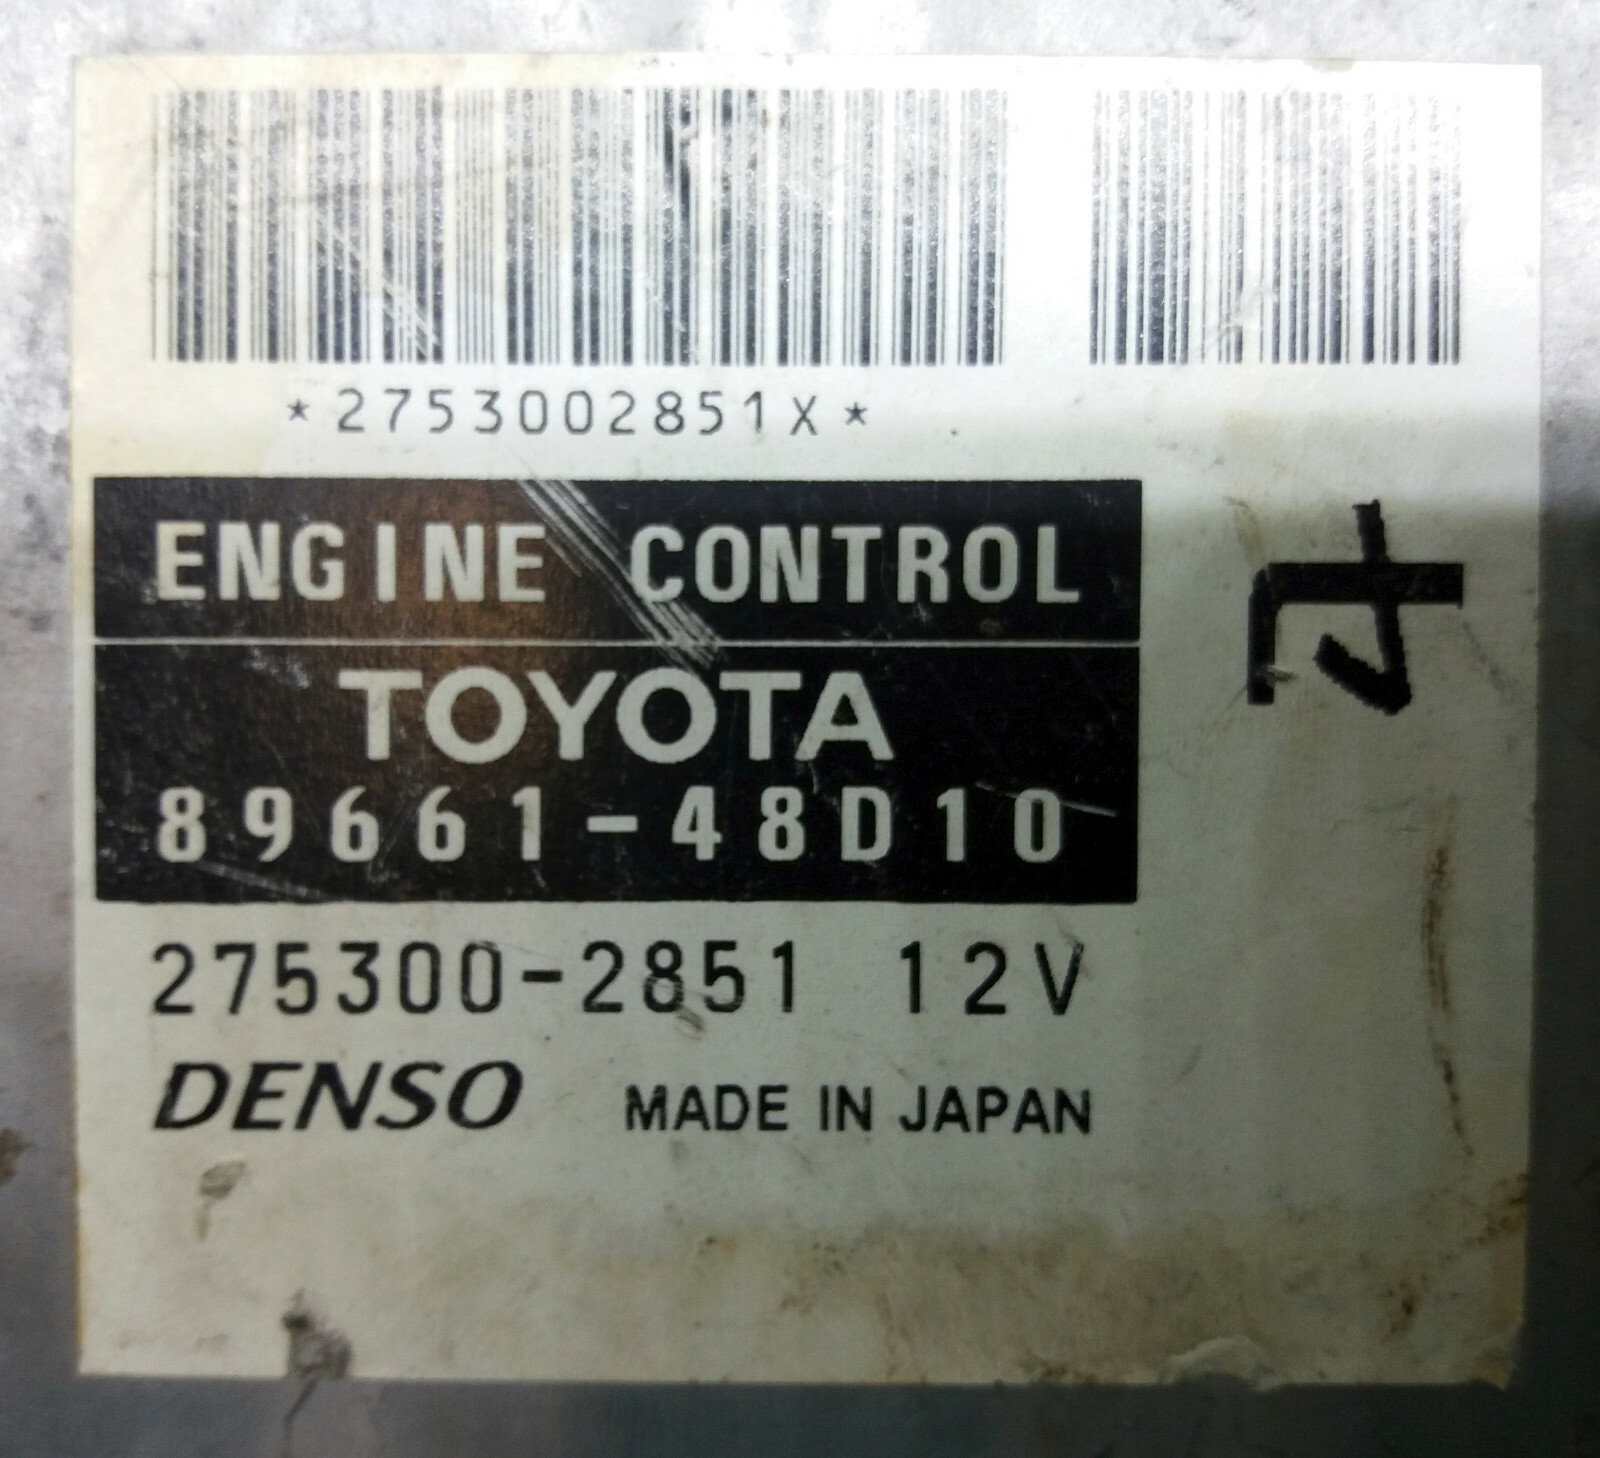 *2753002851X*
ENGINE CONTROL
TOYOTA
89661-48D10
275300-2851 12V
DENSO MADE IN JAPAN